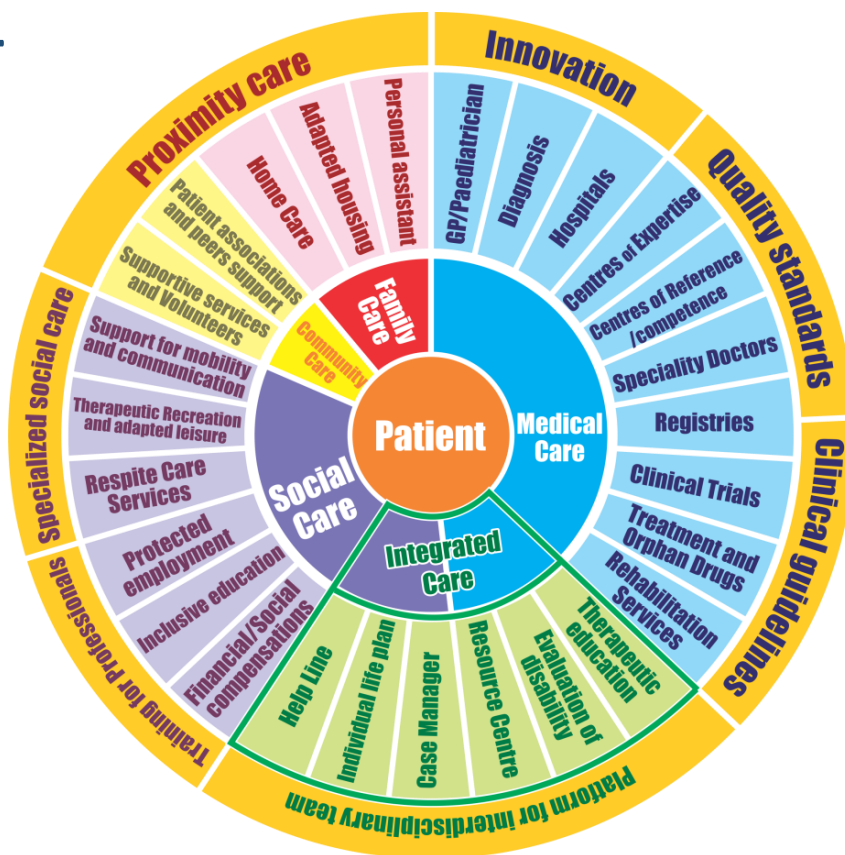 Patient
Medical
Care
Integrated
Care
Social
Care
Community
Care
Family
Care
GP/Paediatrician
Diagnosis
Hospitals
Centres of Expertise
Centres of Reference
/competence
Speciality Doctors
Registries
Clinical Trials
Treatment and
Orphan Drugs
Rehabilitation
Services
Therapeutic
education
Evaluation of
disability
Resource Centre
Case Manager
Individual life plan
Help Line
Financial/Social
compensations
Inclusive education
Protected
employment
Respite Care
Services
Therapeutic Recreation
and adapted leisure
Support for mobility
and communication
Supportive services
and Volunteers
Patient associations
and peers support
Home Care
Adapted housing
Personal assistant
Innovation
Quality standards
Clinical guidelines
Platform for interdisciplinary team
Training for Professionals
Specialized social care
Proximity care